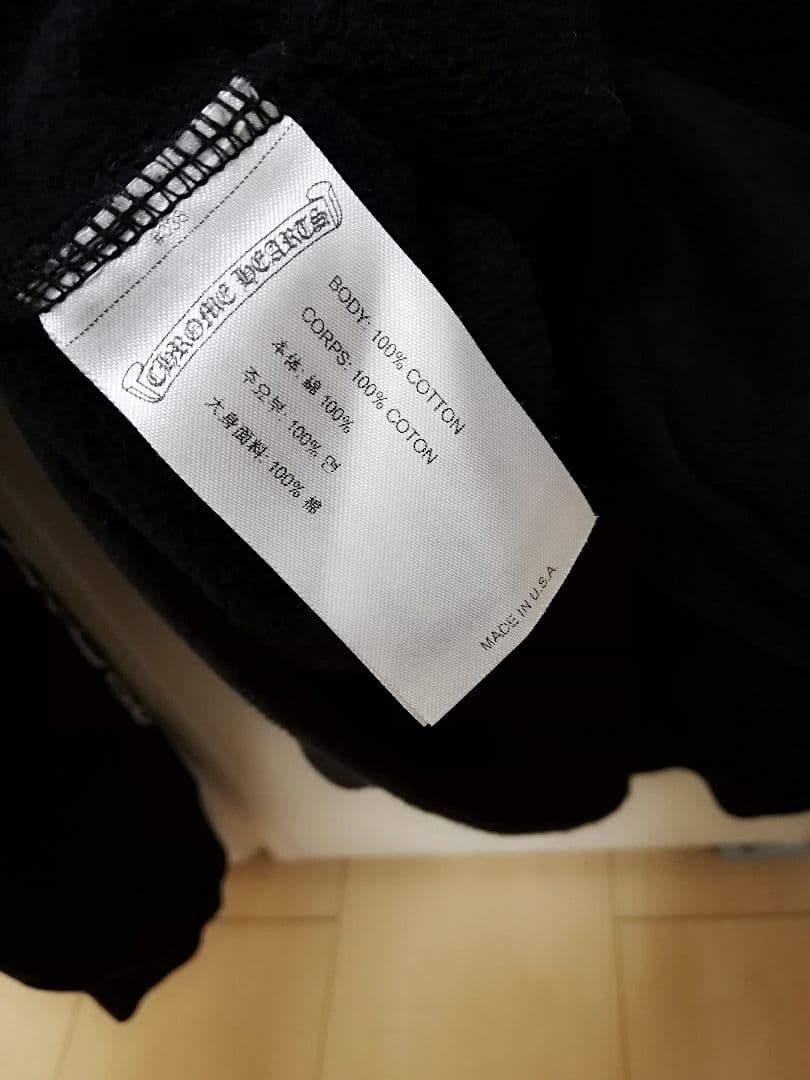 CHROME HEARTS
BODY: 100% COTTON
CORPS: 100% COTON
本体: 綿 100%
주요부: 100% 면
大身面料: 100% 棉
MADE IN U.S.A